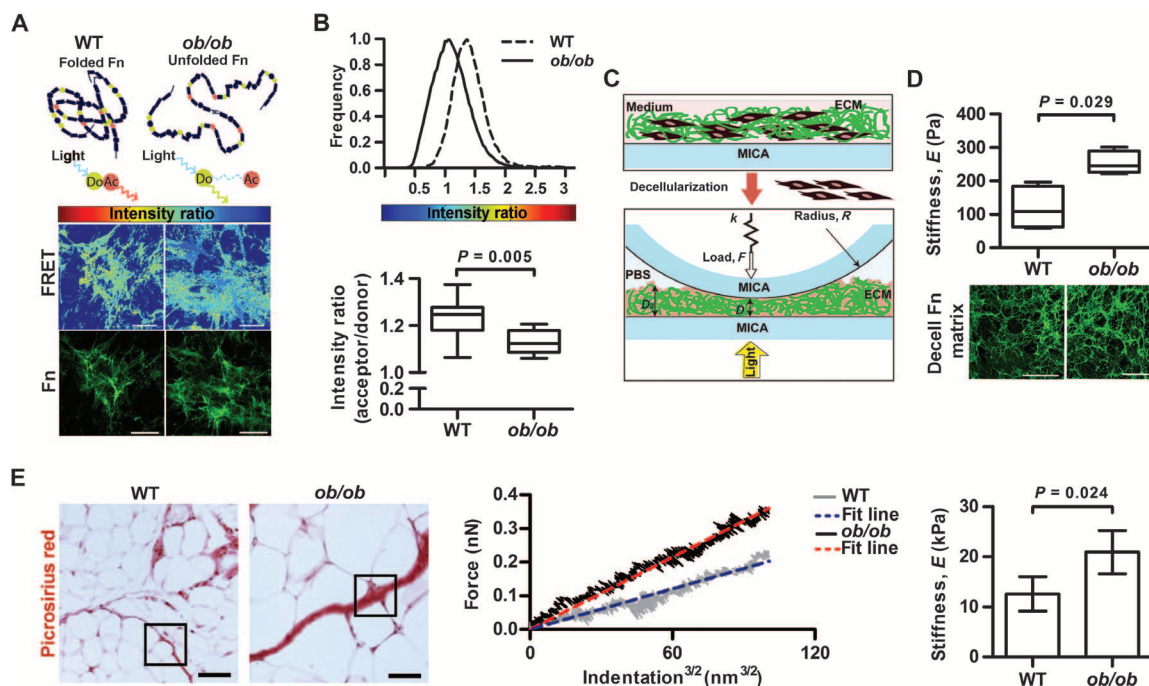 A
WT
Folded Fn
ob/ob
Unfolded Fn
Light
Light
Do Ac
Do Ac
Intensity ratio
FRET
Fn
B
1.0
0.8
0.6
0.4
0.2
0.0
Frequency
WT
ob/ob
0.5 1 1.5 2 2.5 3
Intensity ratio
P = 0.005
Intensity ratio
(acceptor/donor)
1.4
1.2
1.0
0.2
0.0
WT ob/ob
C
Medium ECM
MICA
Decellularization
k
Radius, R
Load, F
PBS
MICA
ECM
D₀ D
MICA
Light
D
P = 0.029
Stiffness, E (Pa)
400
300
200
100
0
WT ob/ob
Decell Fn
matrix
E
WT ob/ob
Picrosirius red
Force (nN)
0.4
0.3
0.2
0.1
0.0
0 60 120
Indentation³/² (nm³/²)
WT
Fit line
ob/ob
Fit line
P = 0.024
Stiffness, E (kPa)
30
20
10
0
WT ob/ob